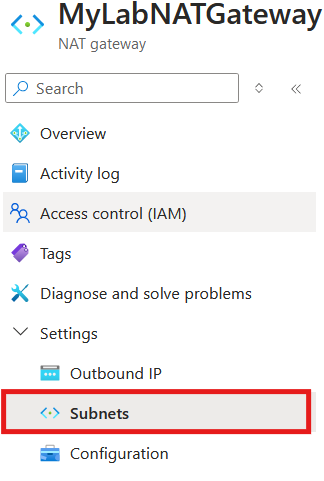 MyLabNATGateway
NAT gateway
Search
Overview
Activity log
Access control (IAM)
Tags
Diagnose and solve problems
Settings
Outbound IP
Subnets
Configuration